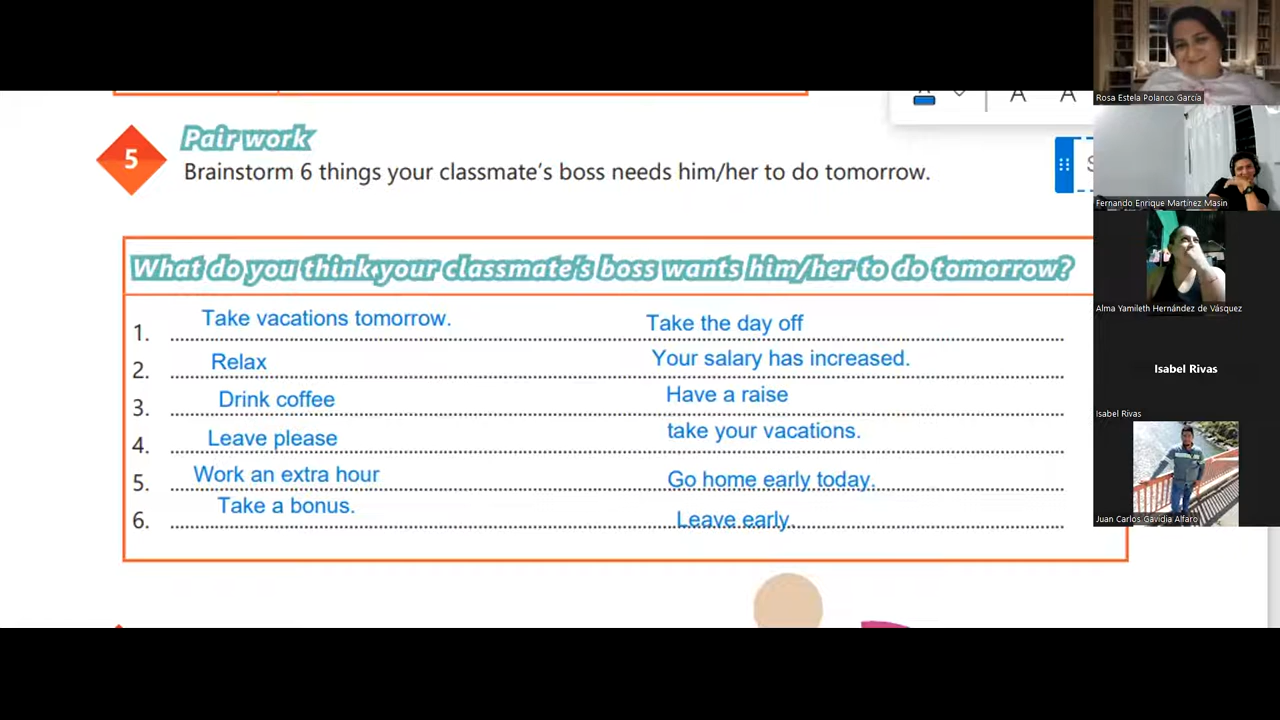 Pair work
5
Brainstorm 6 things your classmate's boss needs him/her to do tomorrow.
What do you think your classmate's boss wants him/her to do tomorrow?
1. Take vacations tomorrow. Take the day off
2. Relax Your salary has increased.
3. Drink coffee Have a raise
4. Leave please take your vacations.
5. Work an extra hour Go home early today.
6. Take a bonus. Leave early
A A
Rosa Estela Polanco García
Fernando Enrique Martínez Masin
Alma Yamileth Hernández de Vásquez
Isabel Rivas
Isabel Rivas
Juan Carlos Gavidia Alfaro